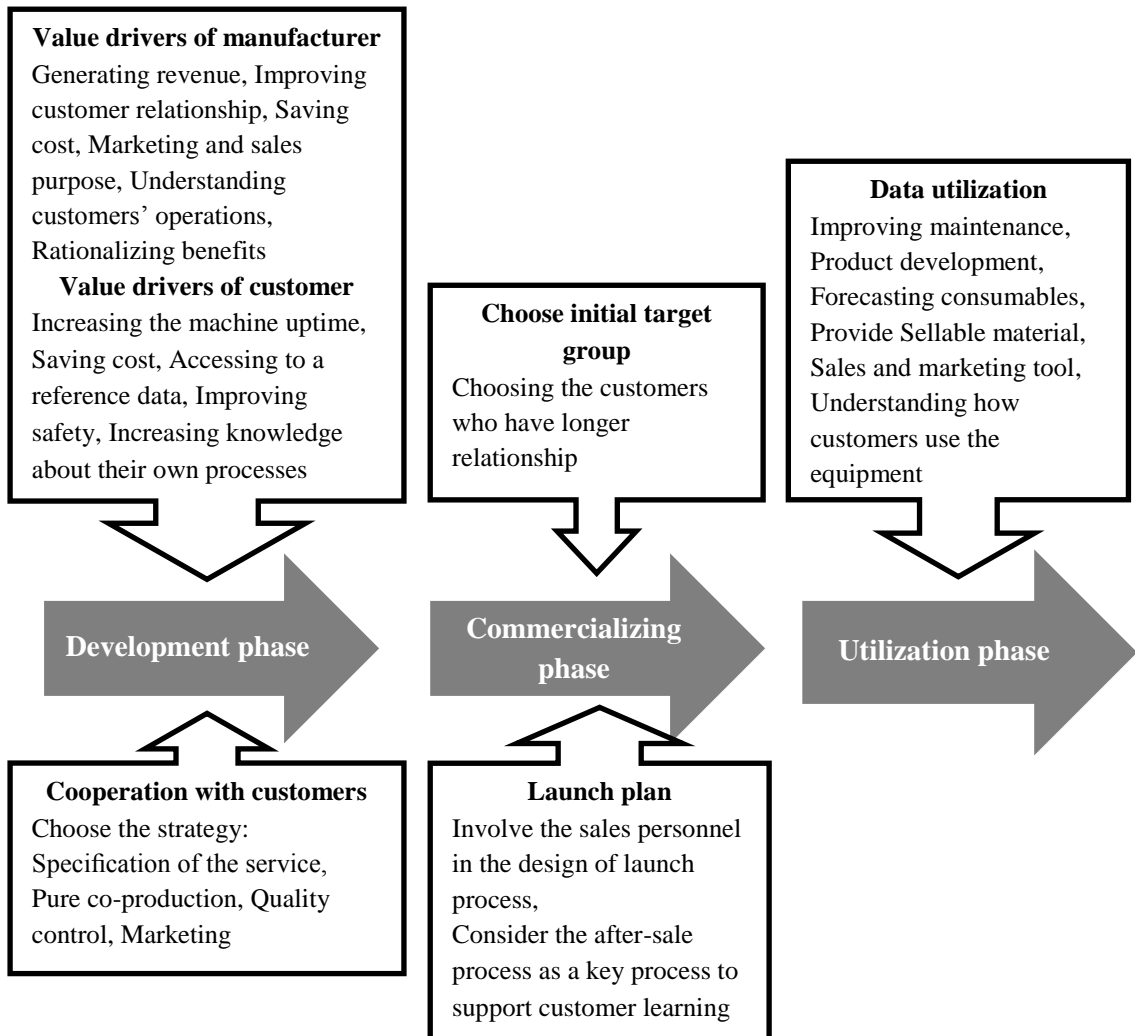 Value drivers of manufacturer
Generating revenue, Improving
customer relationship, Saving
cost, Marketing and sales
purpose, Understanding
customers’ operations,
Rationalizing benefits
Value drivers of customer
Increasing the machine uptime,
Saving cost, Accessing to a
reference data, Improving
safety, Increasing knowledge
about their own processes
Choose initial target
group
Choosing the customers
who have longer
relationship
Data utilization
Improving maintenance,
Product development,
Forecasting consumables,
Provide Sellable material,
Sales and marketing tool,
Understanding how
customers use the
equipment
Development phase
Commercializing
phase
Utilization phase
Cooperation with customers
Choose the strategy:
Specification of the service,
Pure co-production, Quality
control, Marketing
Launch plan
Involve the sales personnel
in the design of launch
process,
Consider the after-sale
process as a key process to
support customer learning